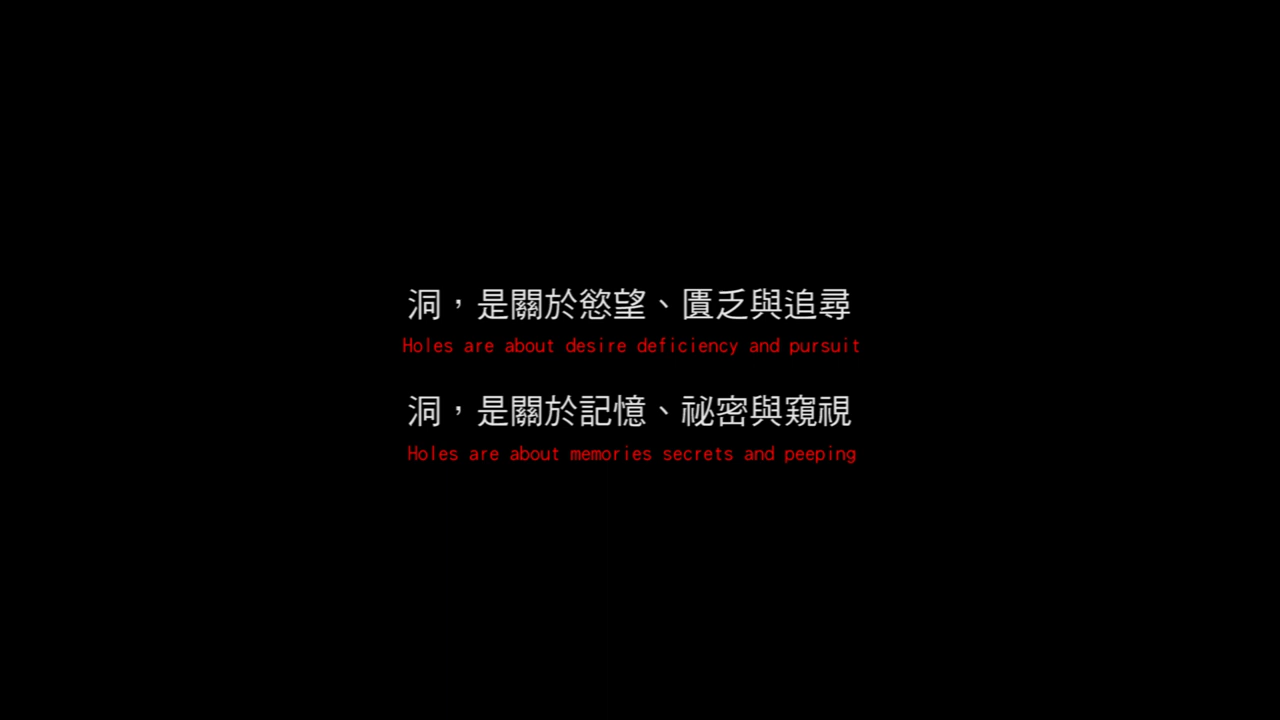 洞，是關於慾望、匱乏與追尋
Holes are about desire deficiency and pursuit
洞，是關於記憶、祕密與窺視
Holes are about memories secrets and peeping